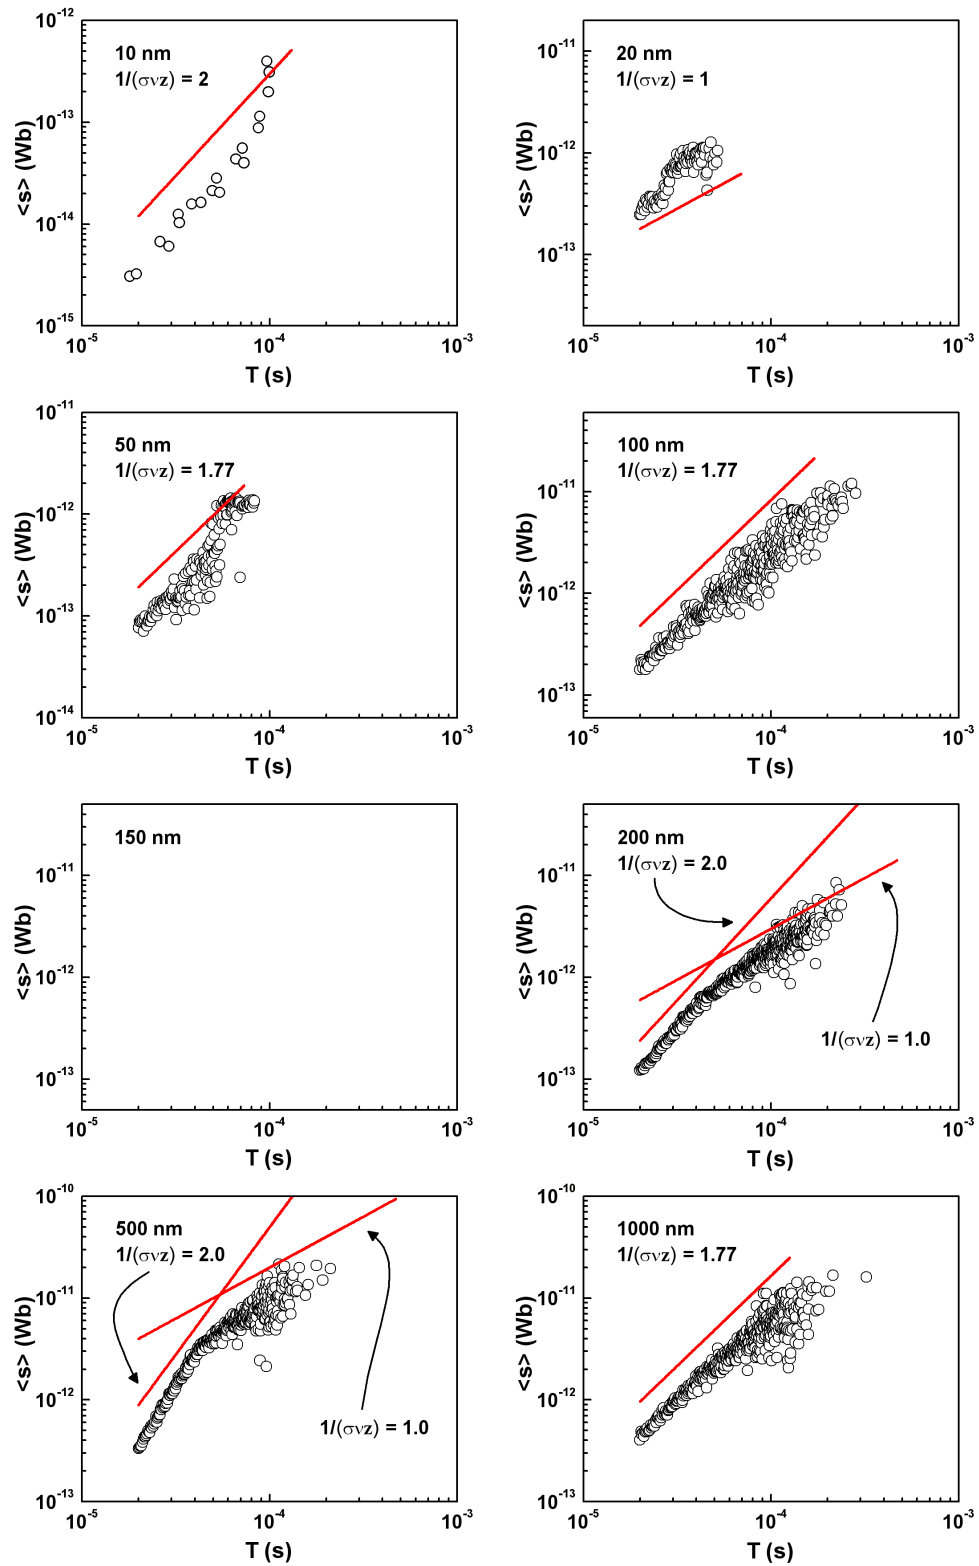 10 nm
1/(σνz) = 2
10⁻¹²
10⁻¹³
10⁻¹⁴
10⁻¹⁵
<s> (Wb)
10⁻⁵ 10⁻⁴ 10⁻³
T (s)
20 nm
1/(σνz) = 1
10⁻¹¹
10⁻¹²
10⁻¹³
<s> (Wb)
10⁻⁵ 10⁻⁴ 10⁻³
T (s)
50 nm
1/(σνz) = 1.77
10⁻¹¹
10⁻¹²
10⁻¹³
10⁻¹⁴
<s> (Wb)
10⁻⁵ 10⁻⁴ 10⁻³
T (s)
100 nm
1/(σνz) = 1.77
10⁻¹¹
10⁻¹²
10⁻¹³
<s> (Wb)
10⁻⁵ 10⁻⁴ 10⁻³
T (s)
150 nm
10⁻¹¹
10⁻¹²
10⁻¹³
<s> (Wb)
10⁻⁵ 10⁻⁴ 10⁻³
T (s)
200 nm
1/(σνz) = 2.0
1/(σνz) = 1.0
10⁻¹¹
10⁻¹²
10⁻¹³
<s> (Wb)
10⁻⁵ 10⁻⁴ 10⁻³
T (s)
500 nm
1/(σνz) = 2.0
1/(σνz) = 1.0
10⁻¹⁰
10⁻¹¹
10⁻¹²
10⁻¹³
<s> (Wb)
10⁻⁵ 10⁻⁴ 10⁻³
T (s)
1000 nm
1/(σνz) = 1.77
10⁻¹⁰
10⁻¹¹
10⁻¹²
10⁻¹³
<s> (Wb)
10⁻⁵ 10⁻⁴ 10⁻³
T (s)